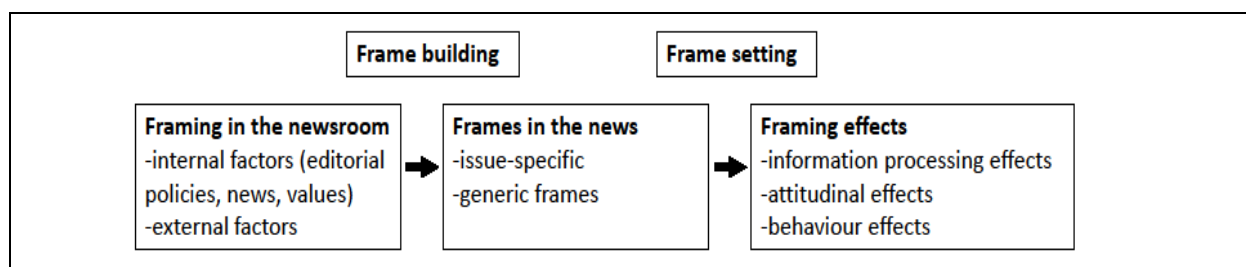 Frame building
Frame setting
Framing in the newsroom
-internal factors (editorial
policies, news, values)
-external factors
Frames in the news
-issue-specific
-generic frames
Framing effects
-information processing effects
-attitudinal effects
-behaviour effects